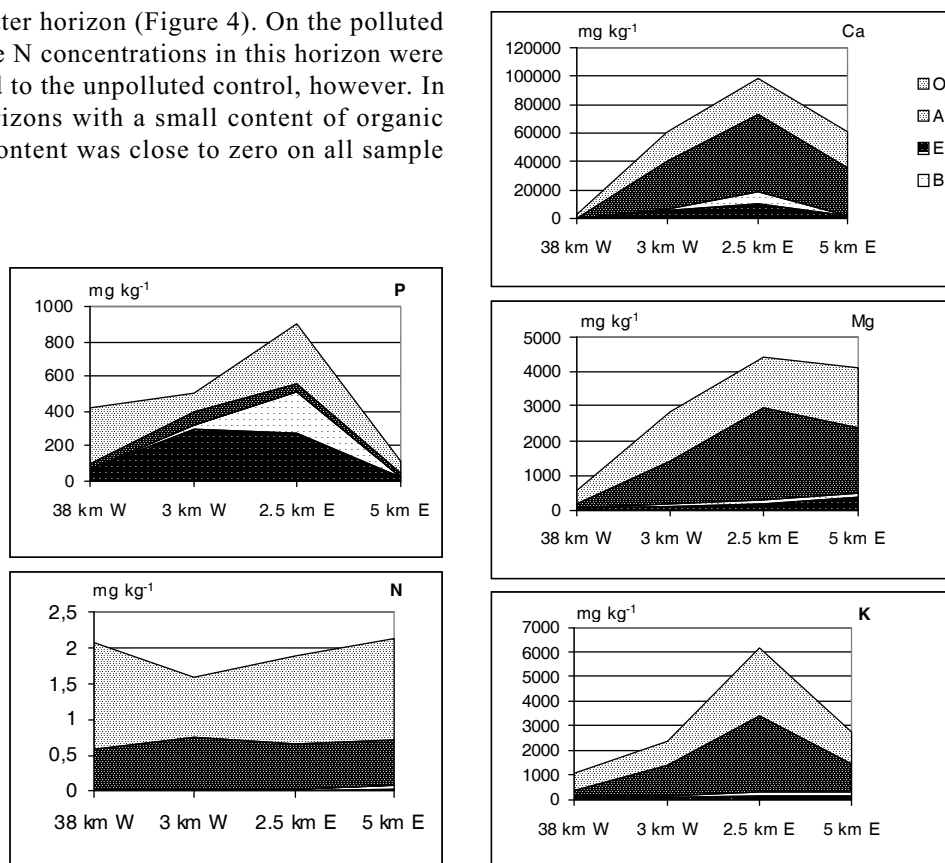 tter horizon (Figure 4). On the polluted
e N concentrations in this horizon were
d to the unpolluted control, however. In
rizons with a small content of organic
ontent was close to zero on all sample
mg kg-1 P
1000
800
600
400
200
0
38 km W 3 km W 2.5 km E 5 km E
mg kg-1 N
2,5
2
1,5
1
0,5
0
38 km W 3 km W 2.5 km E 5 km E
mg kg-1 Ca
120000
100000
80000
60000
40000
20000
0
38 km W 3 km W 2.5 km E 5 km E
O
A
E
B
mg kg-1 Mg
5000
4000
3000
2000
1000
0
38 km W 3 km W 2.5 km E 5 km E
mg kg-1 K
7000
6000
5000
4000
3000
2000
1000
0
38 km W 3 km W 2.5 km E 5 km E